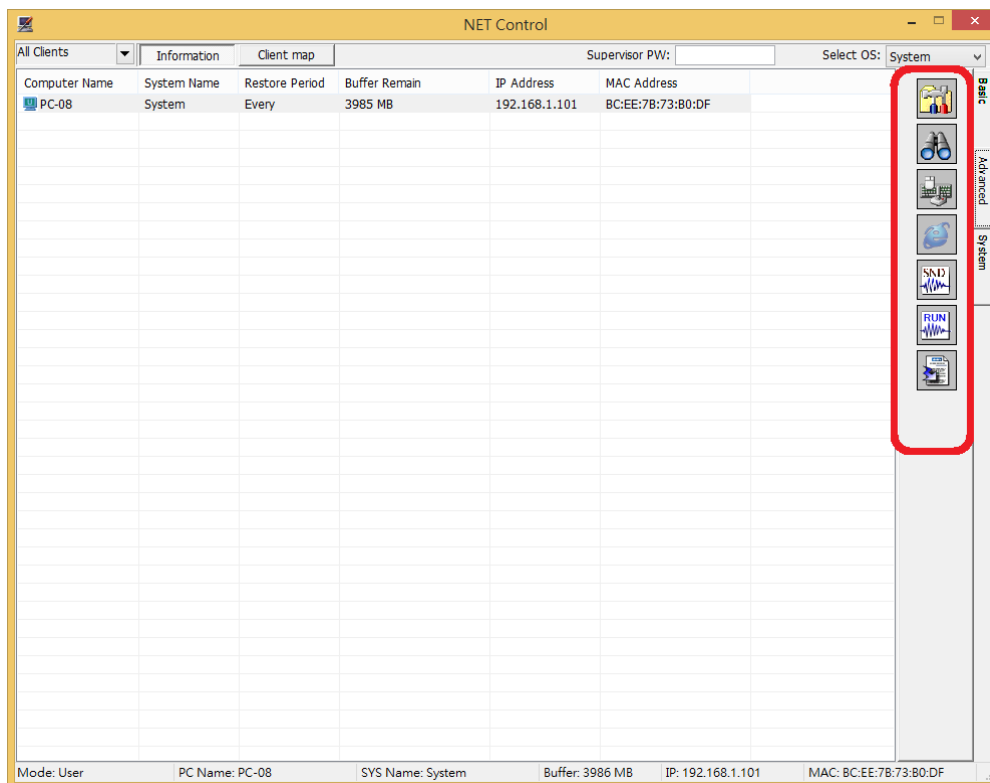 NET Control
All Clients Information Client map Supervisor PW: Select OS: System
Computer Name System Name Restore Period Buffer Remain IP Address MAC Address
PC-08 System Every 3985 MB 192.168.1.101 BC:EE:7B:73:B0:DF
Basic
Advanced
System
SND
RUN
Mode: User PC Name: PC-08 SYS Name: System Buffer: 3986 MB IP: 192.168.1.101 MAC: BC:EE:7B:73:B0:DF